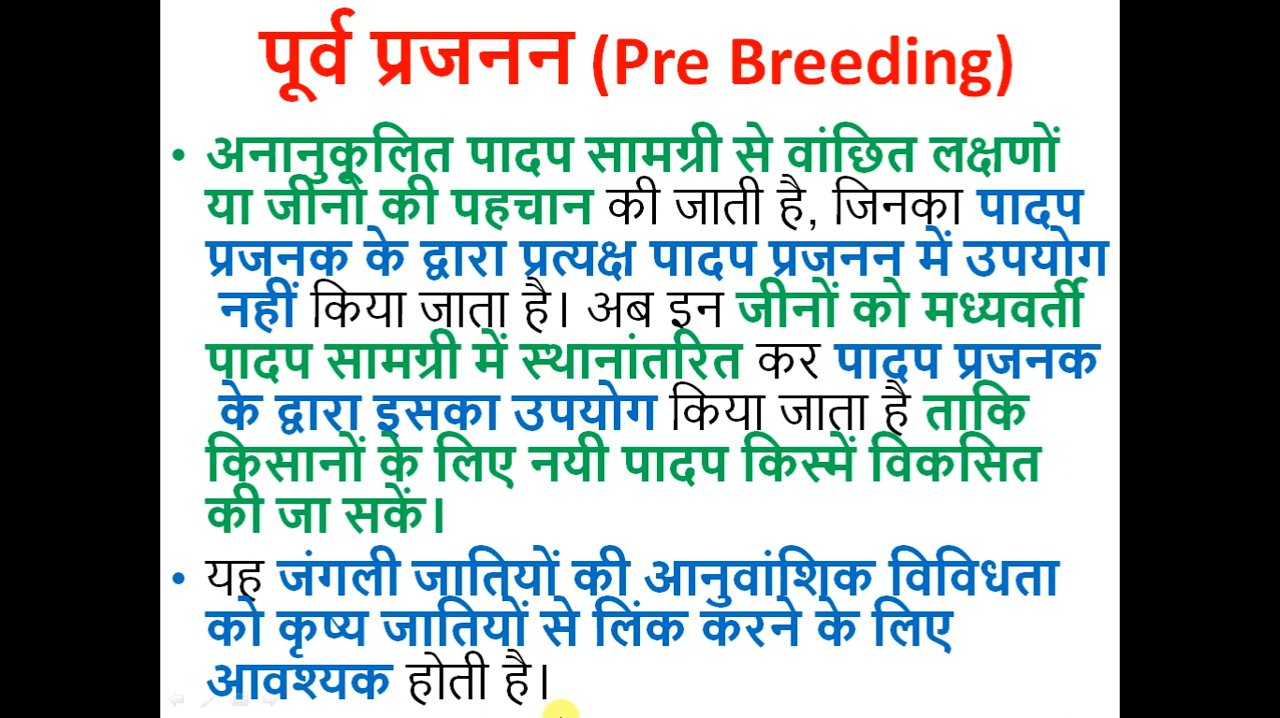 पूर्व प्रजनन (Pre Breeding)
• अनानुकूलित पादप सामग्री से वांछित लक्षणों
या जीनों की पहचान की जाती है, जिनका पादप
प्रजनक के द्वारा प्रत्यक्ष पादप प्रजनन में उपयोग
नहीं किया जाता है। अब इन जीनों को मध्यवर्ती
पादप सामग्री में स्थानांतरित कर पादप प्रजनक
के द्वारा इसका उपयोग किया जाता है ताकि
किसानों के लिए नयी पादप किस्में विकसित
की जा सकें।
• यह जंगली जातियों की आनुवांशिक विविधता
को कृष्य जातियों से लिंक करने के लिए
आवश्यक होती है।